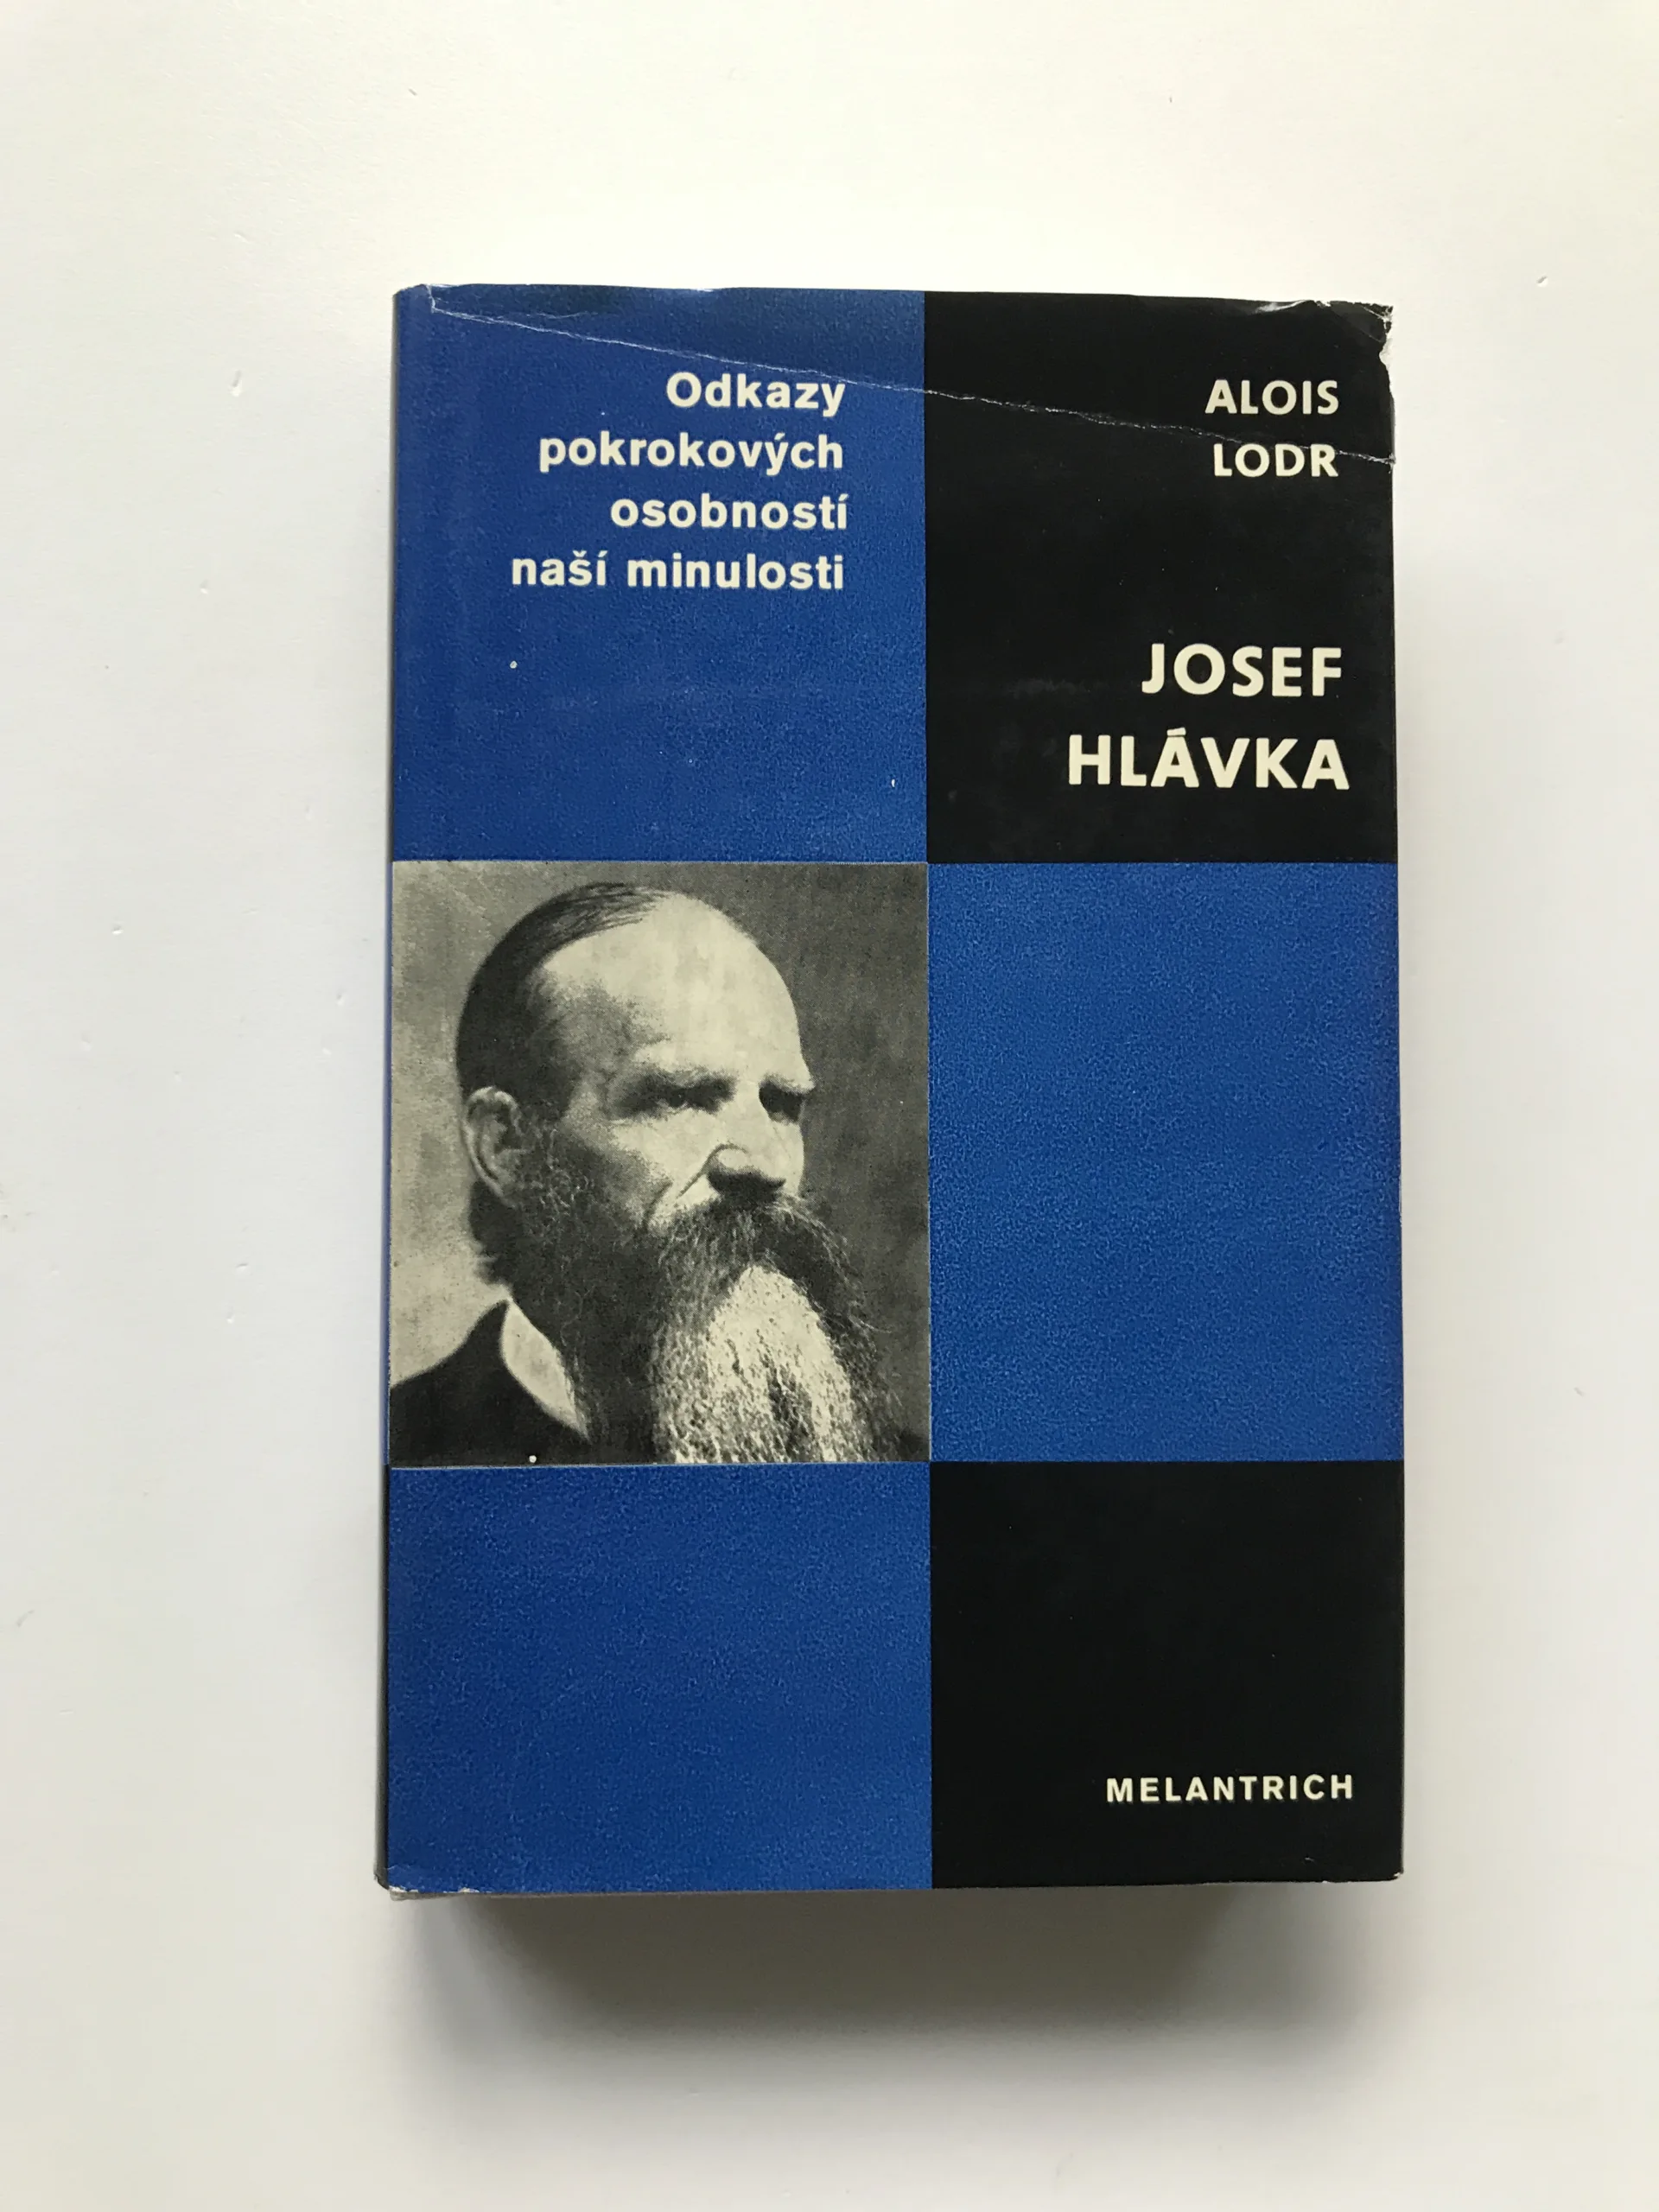 Odkazy
pokrokových
osobností
naší minulosti
ALOIS
LODR
JOSEF
HLÁVKA
MELANTRICH